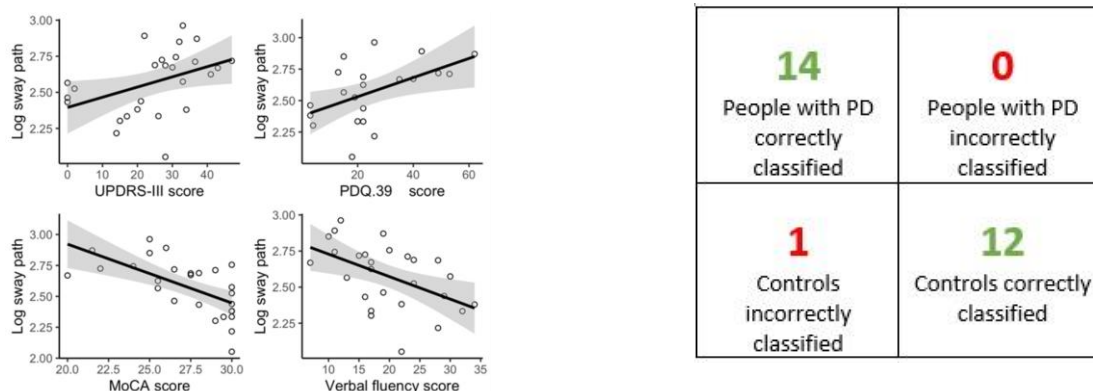 3.00
2.75
2.50
2.25
Log sway path
0 10 20 30 40
UPDRS-III score
3.00
2.75
2.50
2.25
Log sway path
0 20 40 60
PDQ.39 score
3.00
2.75
2.50
2.25
2.00
Log sway path
20.0 22.5 25.0 27.5 30.0
MoCA score
3.00
2.75
2.50
2.25
Log sway path
10 15 20 25 30 35
Verbal fluency score
14
People with PD
correctly
classified
0
People with PD
incorrectly
classified
1
Controls
incorrectly
classified
12
Controls correctly
classified